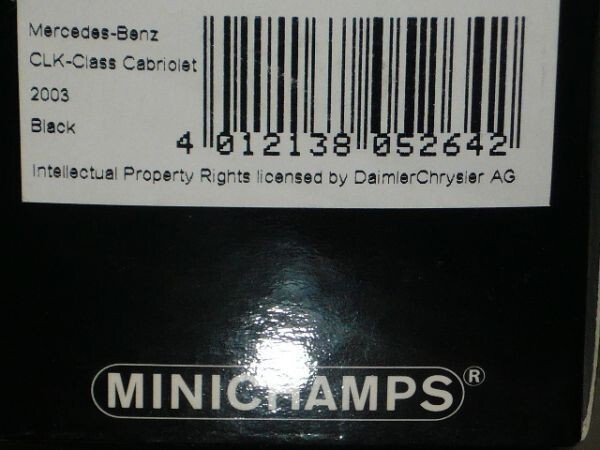 Mercedes-Benz
CLK-Class Cabriolet
2003
Black
4 012138 052642
Intellectual Property Rights licensed by DaimlerChrysler AG
MINICHAMPS®